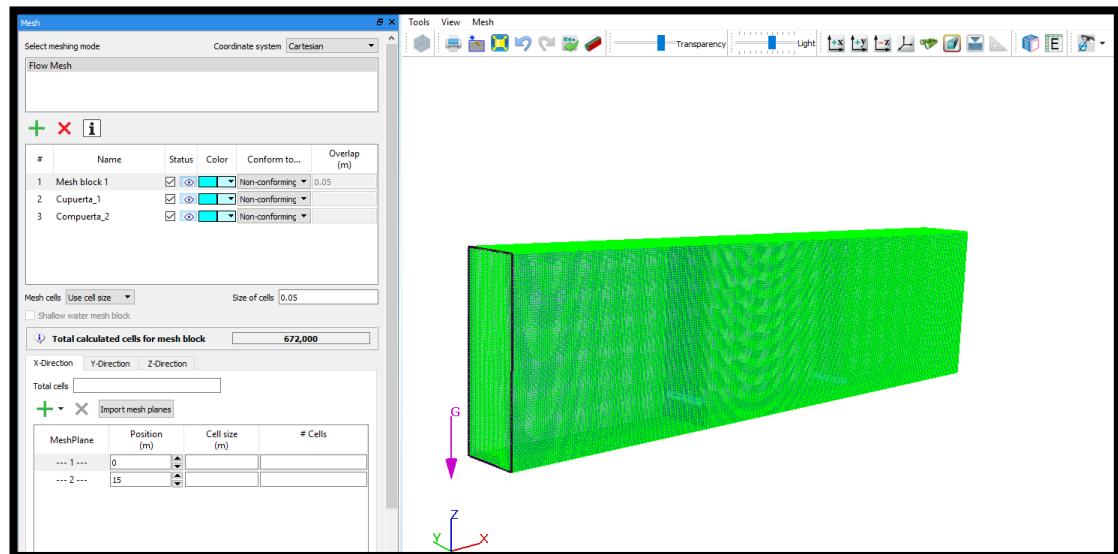 Mesh
Tools View Mesh
Transparency
Light
+x +y -z
E
Select meshing mode
Coordinate system Cartesian
Flow Mesh
i
# Name Status Color Conform to... Overlap (m)
1 Mesh block 1 Non-conforming 0.05
2 Cupuerta_1 Non-conforming
3 Compuerta_2 Non-conforming
Mesh cells Use cell size Size of cells 0.05
Shallow water mesh block
Total calculated cells for mesh block 672,000
X-Direction Y-Direction Z-Direction
Total cells
Import mesh planes
MeshPlane Position (m) Cell size (m) # Cells
--- 1 --- 0
--- 2 --- 15
G
Z
Y X